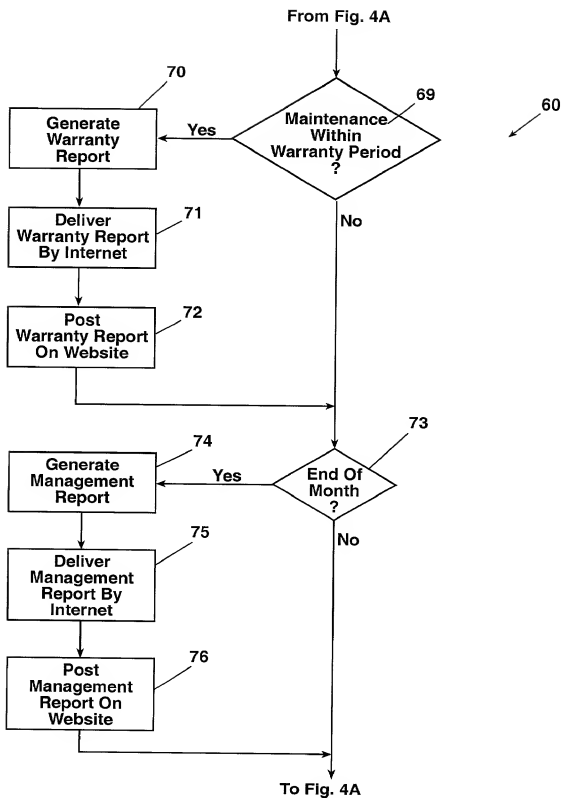 From Fig. 4A
70
69
60
Maintenance
Within
Warranty Period
?
Yes
Generate
Warranty
Report
No
71
Deliver
Warranty Report
By Internet
72
Post
Warranty Report
On Website
73
74
End Of
Month
?
Yes
Generate
Management
Report
No
75
Deliver
Management
Report By
Internet
76
Post
Management
Report On
Website
To Fig. 4A